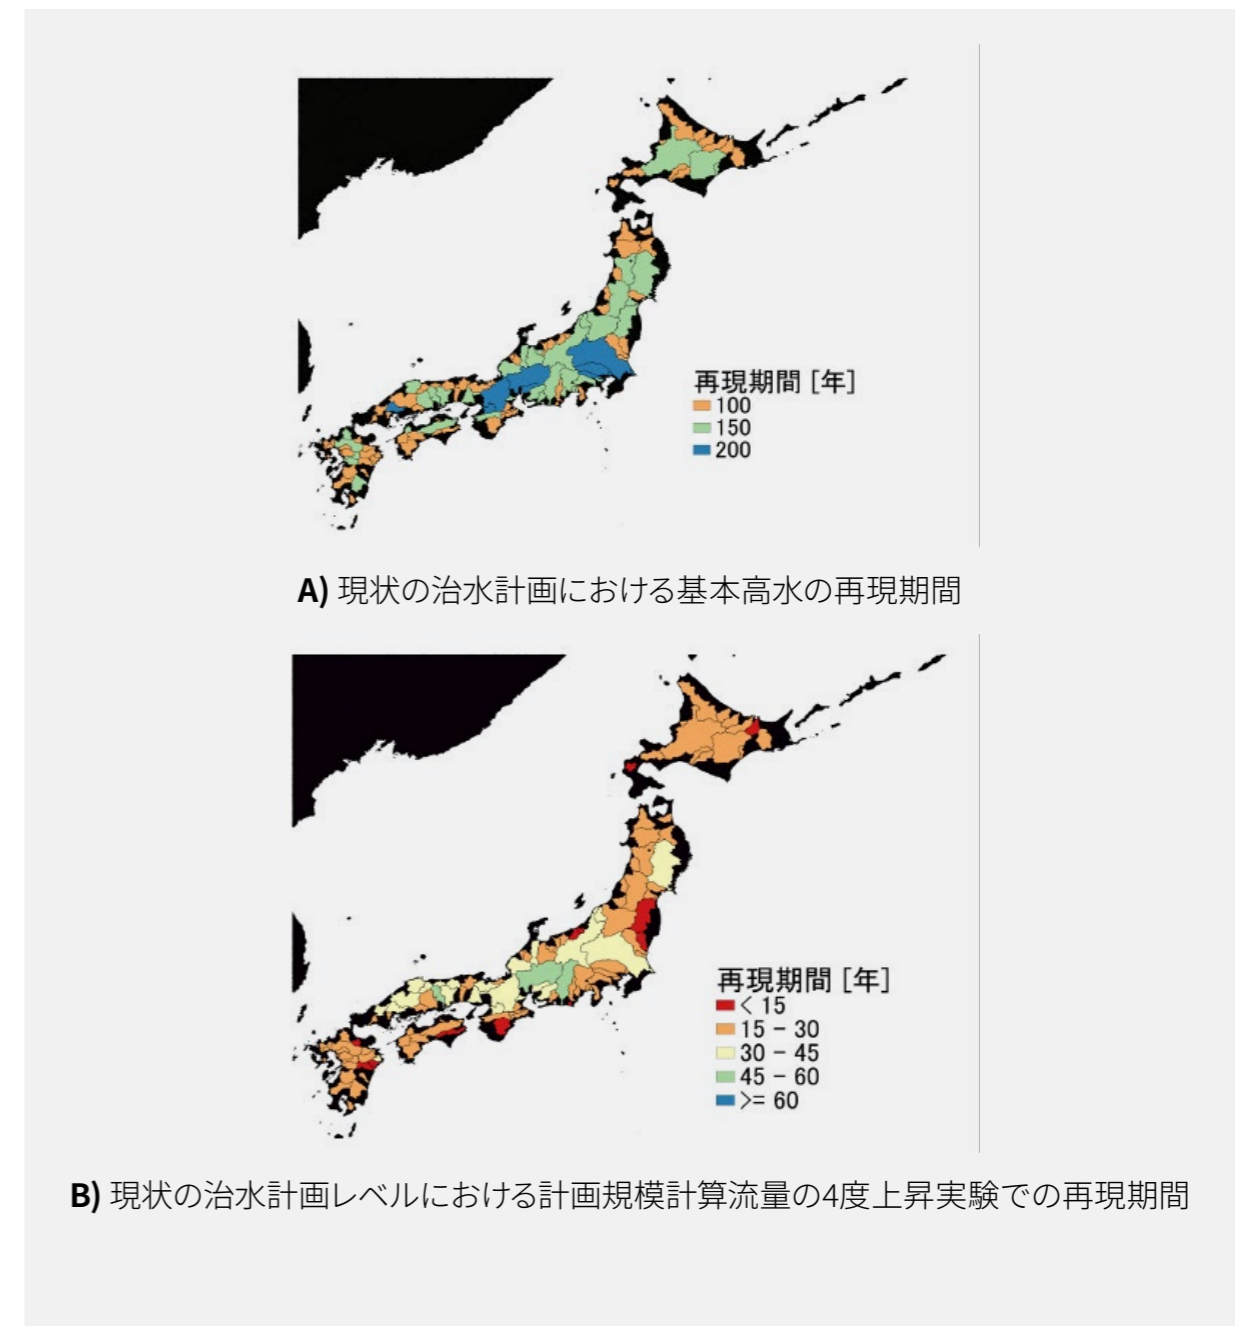 再現期間 [年]
100
150
200
A) 現状の治水計画における基本高水の再現期間
再現期間 [年]
< 15
15 - 30
30 - 45
45 - 60
>= 60
B) 現状の治水計画レベルにおける計画規模計算流量の4度上昇実験での再現期間